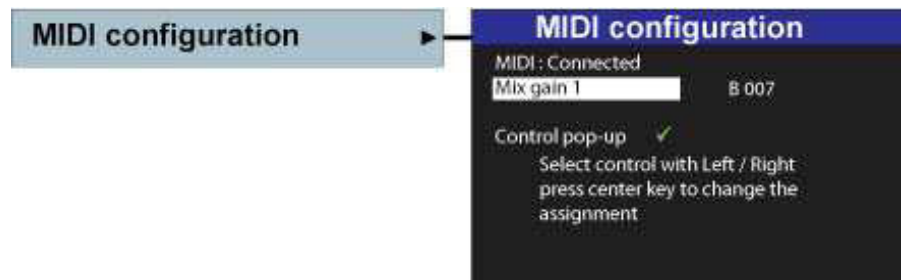 MIDI configuration ►
MIDI configuration
MIDI : Connected
Mix gain 1 B 007
Control pop-up ✓
Select control with Left / Right
press center key to change the
assignment